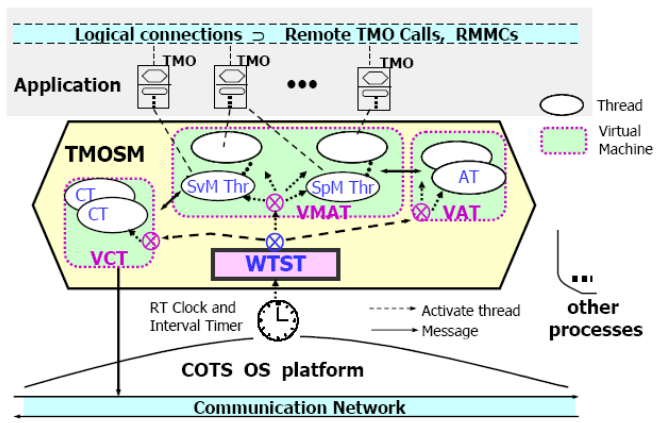 Logical connections ⊃ Remote TMO Calls, RMMCs
TMO
TMO
TMO
Application
•••
Thread
Virtual
Machine
TMOSM
SvM Thr
SpM Thr
AT
CT
CT
VMAT
VAT
VCT
WTST
RT Clock and
Interval Timer
Activate thread
Message
other
processes
COTS OS platform
Communication Network